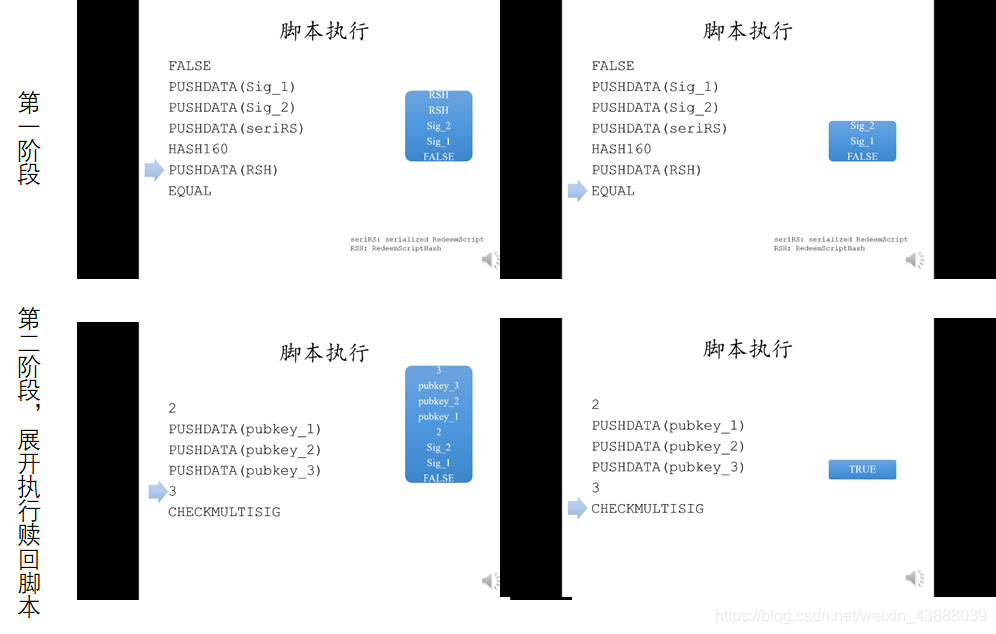 第一阶段
脚本执行
FALSE
PUSHDATA(Sig_1)
PUSHDATA(Sig_2)
PUSHDATA(seriRS)
HASH160
PUSHDATA(RSH)
EQUAL
RSH
RSH
Sig_2
Sig_1
FALSE
seriRS: serialized RedeemScript
RSH: RedeemScriptHash
脚本执行
FALSE
PUSHDATA(Sig_1)
PUSHDATA(Sig_2)
PUSHDATA(seriRS)
HASH160
PUSHDATA(RSH)
EQUAL
Sig_2
Sig_1
FALSE
seriRS: serialized RedeemScript
RSH: RedeemScriptHash
第二阶段，展开执行赎回脚本
脚本执行
2
PUSHDATA(pubkey_1)
PUSHDATA(pubkey_2)
PUSHDATA(pubkey_3)
3
CHECKMULTISIG
3
pubkey_3
pubkey_2
pubkey_1
2
Sig_2
Sig_1
FALSE
脚本执行
2
PUSHDATA(pubkey_1)
PUSHDATA(pubkey_2)
PUSHDATA(pubkey_3)
3
CHECKMULTISIG
TRUE
https://blog.csdn.net/weixin_43888039